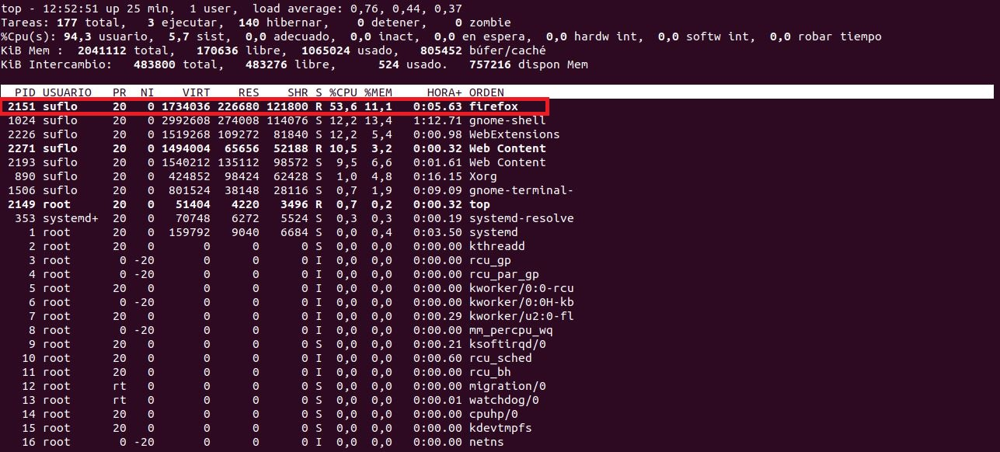 top - 12:52:51 up 25 min,  1 user,  load average: 0,76, 0,44, 0,37
Tareas: 177 total,   3 ejecutar, 140 hibernar,   0 detener,   0 zombie
%Cpu(s): 94,3 usuario,  5,7 sist,  0,0 adecuado,  0,0 inact,  0,0 en espera,  0,0 hardw int,  0,0 softw int,  0,0 robar tiempo
KiB Mem :  2041112 total,   170636 libre,  1065024 usado,   805452 búfer/caché
KiB Intercambio:   483800 total,   483276 libre,      524 usado.   757216 dispon Mem
PID USUARIO   PR  NI    VIRT    RES    SHR S %CPU %MEM     HORA+ ORDEN
2151 suflo     20   0 1734036 226680 121800 R 53,6 11,1   0:05.63 firefox
1024 suflo     20   0 2992608 274008 114076 S 12,2 13,4   1:12.71 gnome-shell
2226 suflo     20   0 1519268 109272  81840 S 12,2  5,4   0:00.98 WebExtensions
2271 suflo     20   0 1494004  65656  52188 R 10,5  3,2   0:00.32 Web Content
2193 suflo     20   0 1540212 135112  98572 S  9,5  6,6   0:01.61 Web Content
890 suflo     20   0  424852  98424  62428 S  1,0  4,8   0:16.15 Xorg
1506 suflo     20   0  801524  38148  28116 S  0,7  1,9   0:09.09 gnome-terminal-
2149 root      20   0   51404   4220   3496 R  0,7  0,2   0:00.32 top
353 systemd+  20   0   70748   6272   5524 S  0,3  0,3   0:00.19 systemd-resolve
1 root      20   0  159792   9040   6684 S  0,0  0,4   0:03.50 systemd
2 root      20   0       0      0      0 S  0,0  0,0   0:00.00 kthreadd
3 root       0 -20       0      0      0 I  0,0  0,0   0:00.00 rcu_gp
4 root       0 -20       0      0      0 I  0,0  0,0   0:00.00 rcu_par_gp
5 root      20   0       0      0      0 I  0,0  0,0   0:00.00 kworker/0:0-rcu
6 root       0 -20       0      0      0 I  0,0  0,0   0:00.00 kworker/0:0H-kb
7 root      20   0       0      0      0 I  0,0  0,0   0:00.29 kworker/u2:0-fl
8 root       0 -20       0      0      0 I  0,0  0,0   0:00.00 mm_percpu_wq
9 root      20   0       0      0      0 S  0,0  0,0   0:00.21 ksoftirqd/0
10 root      20   0       0      0      0 I  0,0  0,0   0:00.60 rcu_sched
11 root      20   0       0      0      0 I  0,0  0,0   0:00.00 rcu_bh
12 root      rt   0       0      0      0 S  0,0  0,0   0:00.00 migration/0
13 root      rt   0       0      0      0 S  0,0  0,0   0:00.01 watchdog/0
14 root      20   0       0      0      0 S  0,0  0,0   0:00.00 cpuhp/0
15 root      20   0       0      0      0 S  0,0  0,0   0:00.00 kdevtmpfs
16 root       0 -20       0      0      0 I  0,0  0,0   0:00.00 netns